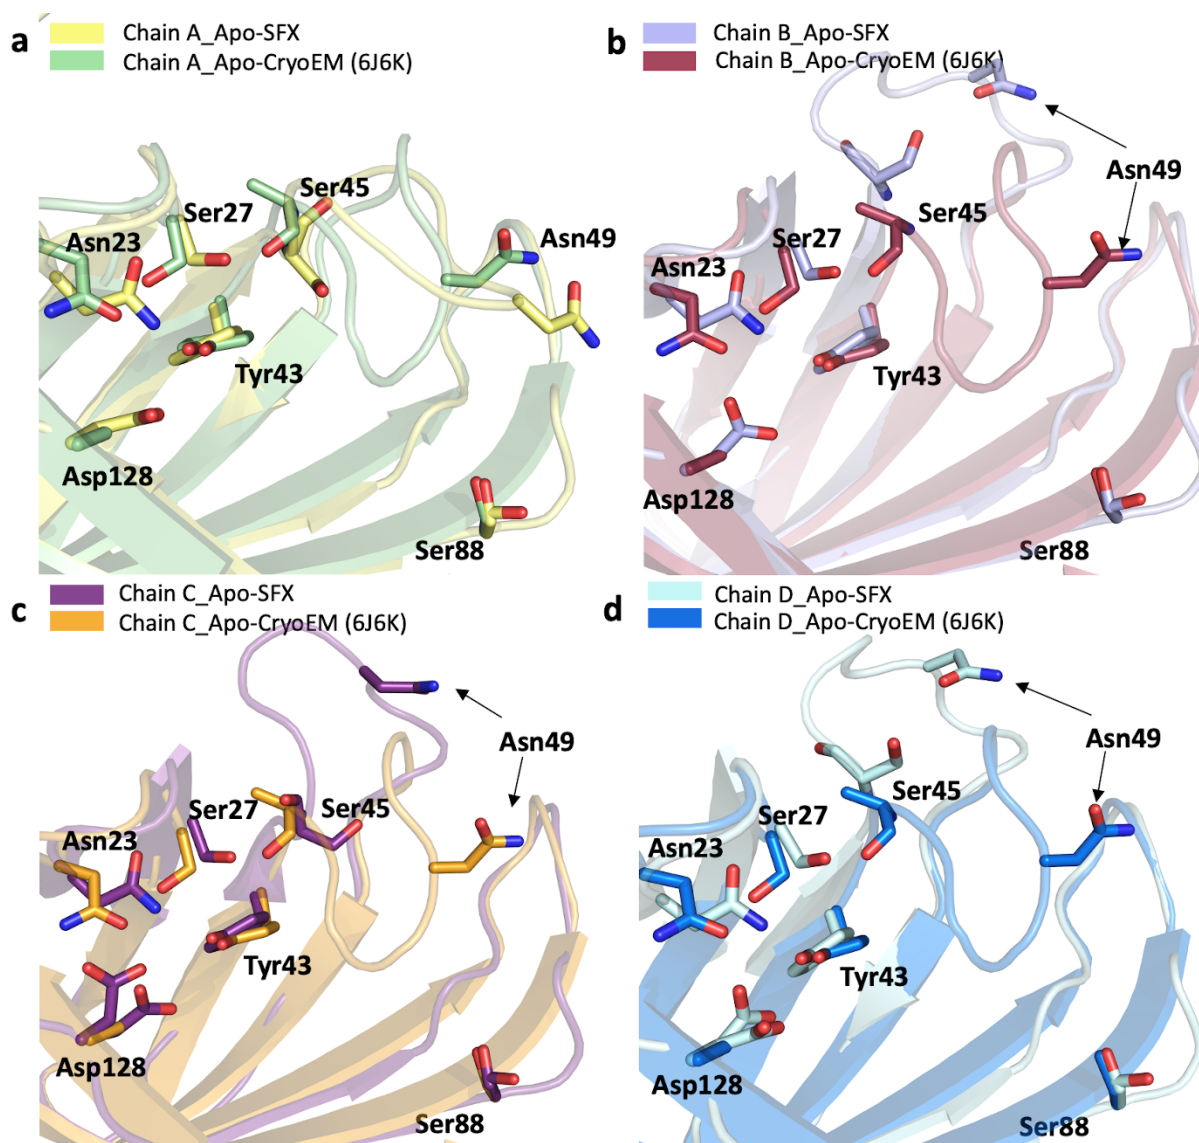 a
Chain A_Apo-SFX
Chain A_Apo-CryoEM (6J6K)
Ser45
Ser27
Asn23
Asn49
Tyr43
Asp128
Ser88
b
Chain B_Apo-SFX
Chain B_Apo-CryoEM (6J6K)
Asn49
Ser45
Ser27
Asn23
Tyr43
Asp128
Ser88
c
Chain C_Apo-SFX
Chain C_Apo-CryoEM (6J6K)
Asn49
Ser27
Ser45
Asn23
Tyr43
Asp128
Ser88
d
Chain D_Apo-SFX
Chain D_Apo-CryoEM (6J6K)
Asn49
Ser45
Ser27
Asn23
Tyr43
Asp128
Ser88